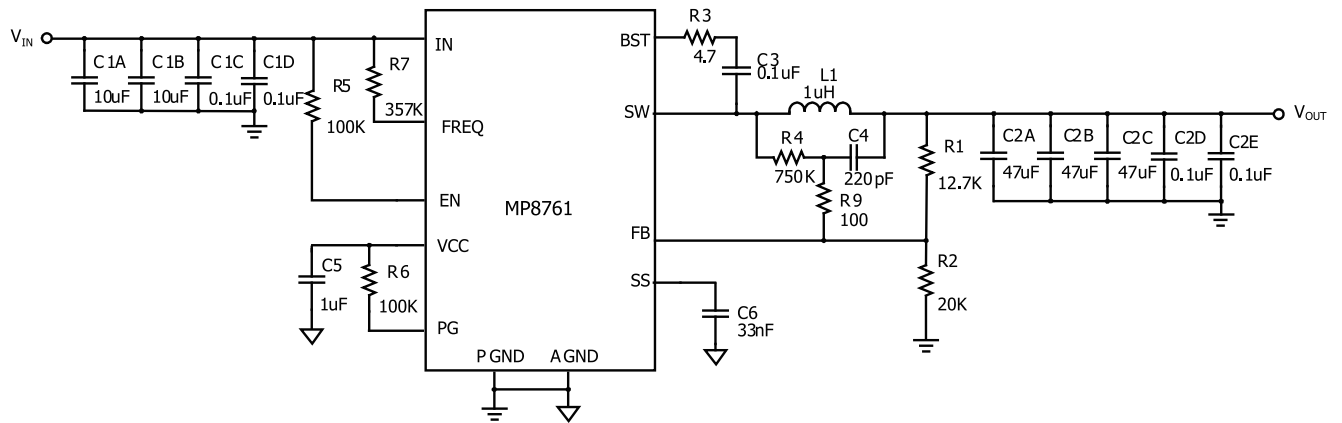 V_IN
C1A
10uF
C1B
10uF
C1C
0.1uF
C1D
0.1uF
R5
100K
R7
357K
IN
FREQ
EN
VCC
PG
MP8761
PGND
AGND
BST
SW
FB
SS
C5
1uF
R6
100K
R3
4.7
C3
0.1uF
L1
1uH
R4
750K
C4
220pF
R9
100
R1
12.7K
R2
20K
C6
33nF
C2A
47uF
C2B
47uF
C2C
47uF
C2D
0.1uF
C2E
0.1uF
V_OUT